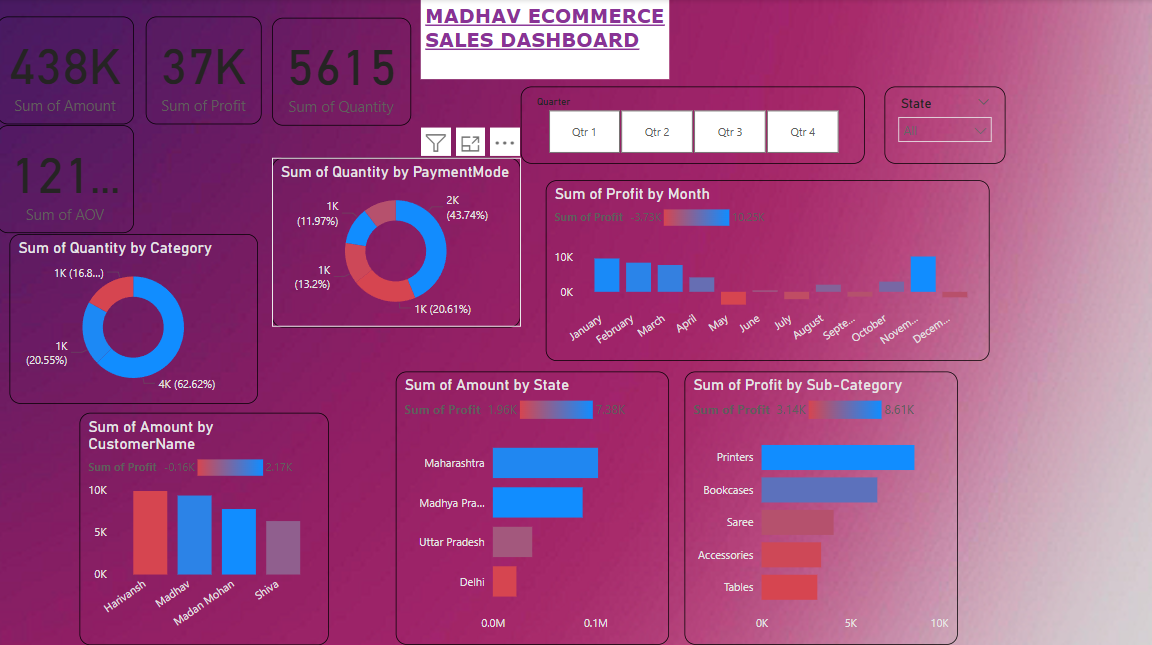 MADHAV ECOMMERCE
SALES DASHBOARD
438K
Sum of Amount
37K
Sum of Profit
5615
Sum of Quantity
121...
Sum of AOV
Quarter
Qtr 1
Qtr 2
Qtr 3
Qtr 4
State
All
Sum of Quantity by PaymentMode
2K
(43.74%)
1K (20.61%)
1K
(13.2%)
1K
(11.97%)
Sum of Profit by Month
Sum of Profit -3.73K
10K
0K
January
February
March
April
May
June
July
August
Septe...
October
Novem...
Decem...
Sum of Quantity by Category
1K (16.8...)
1K
(20.55%)
4K (62.62%)
Sum of Amount by
CustomerName
Sum of Profit -0.16K 2.17K
10K
5K
0K
Harivansh
Madhav
Madan Mohan
Shiva
Sum of Amount by State
Sum of Profit 1.96K 7.38K
Maharashtra
Madhya Pra...
Uttar Pradesh
Delhi
0.0M
0.1M
Sum of Profit by Sub-Category
Sum of Profit 3.14K 8.61K
Printers
Bookcases
Saree
Accessories
Tables
0K
5K
10K